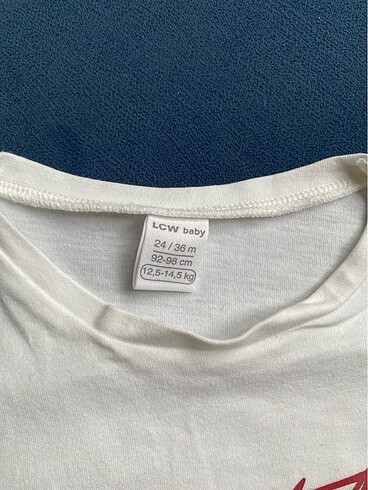 LCW baby
24 / 36 m
92-98 cm
12,5-14,5 kg